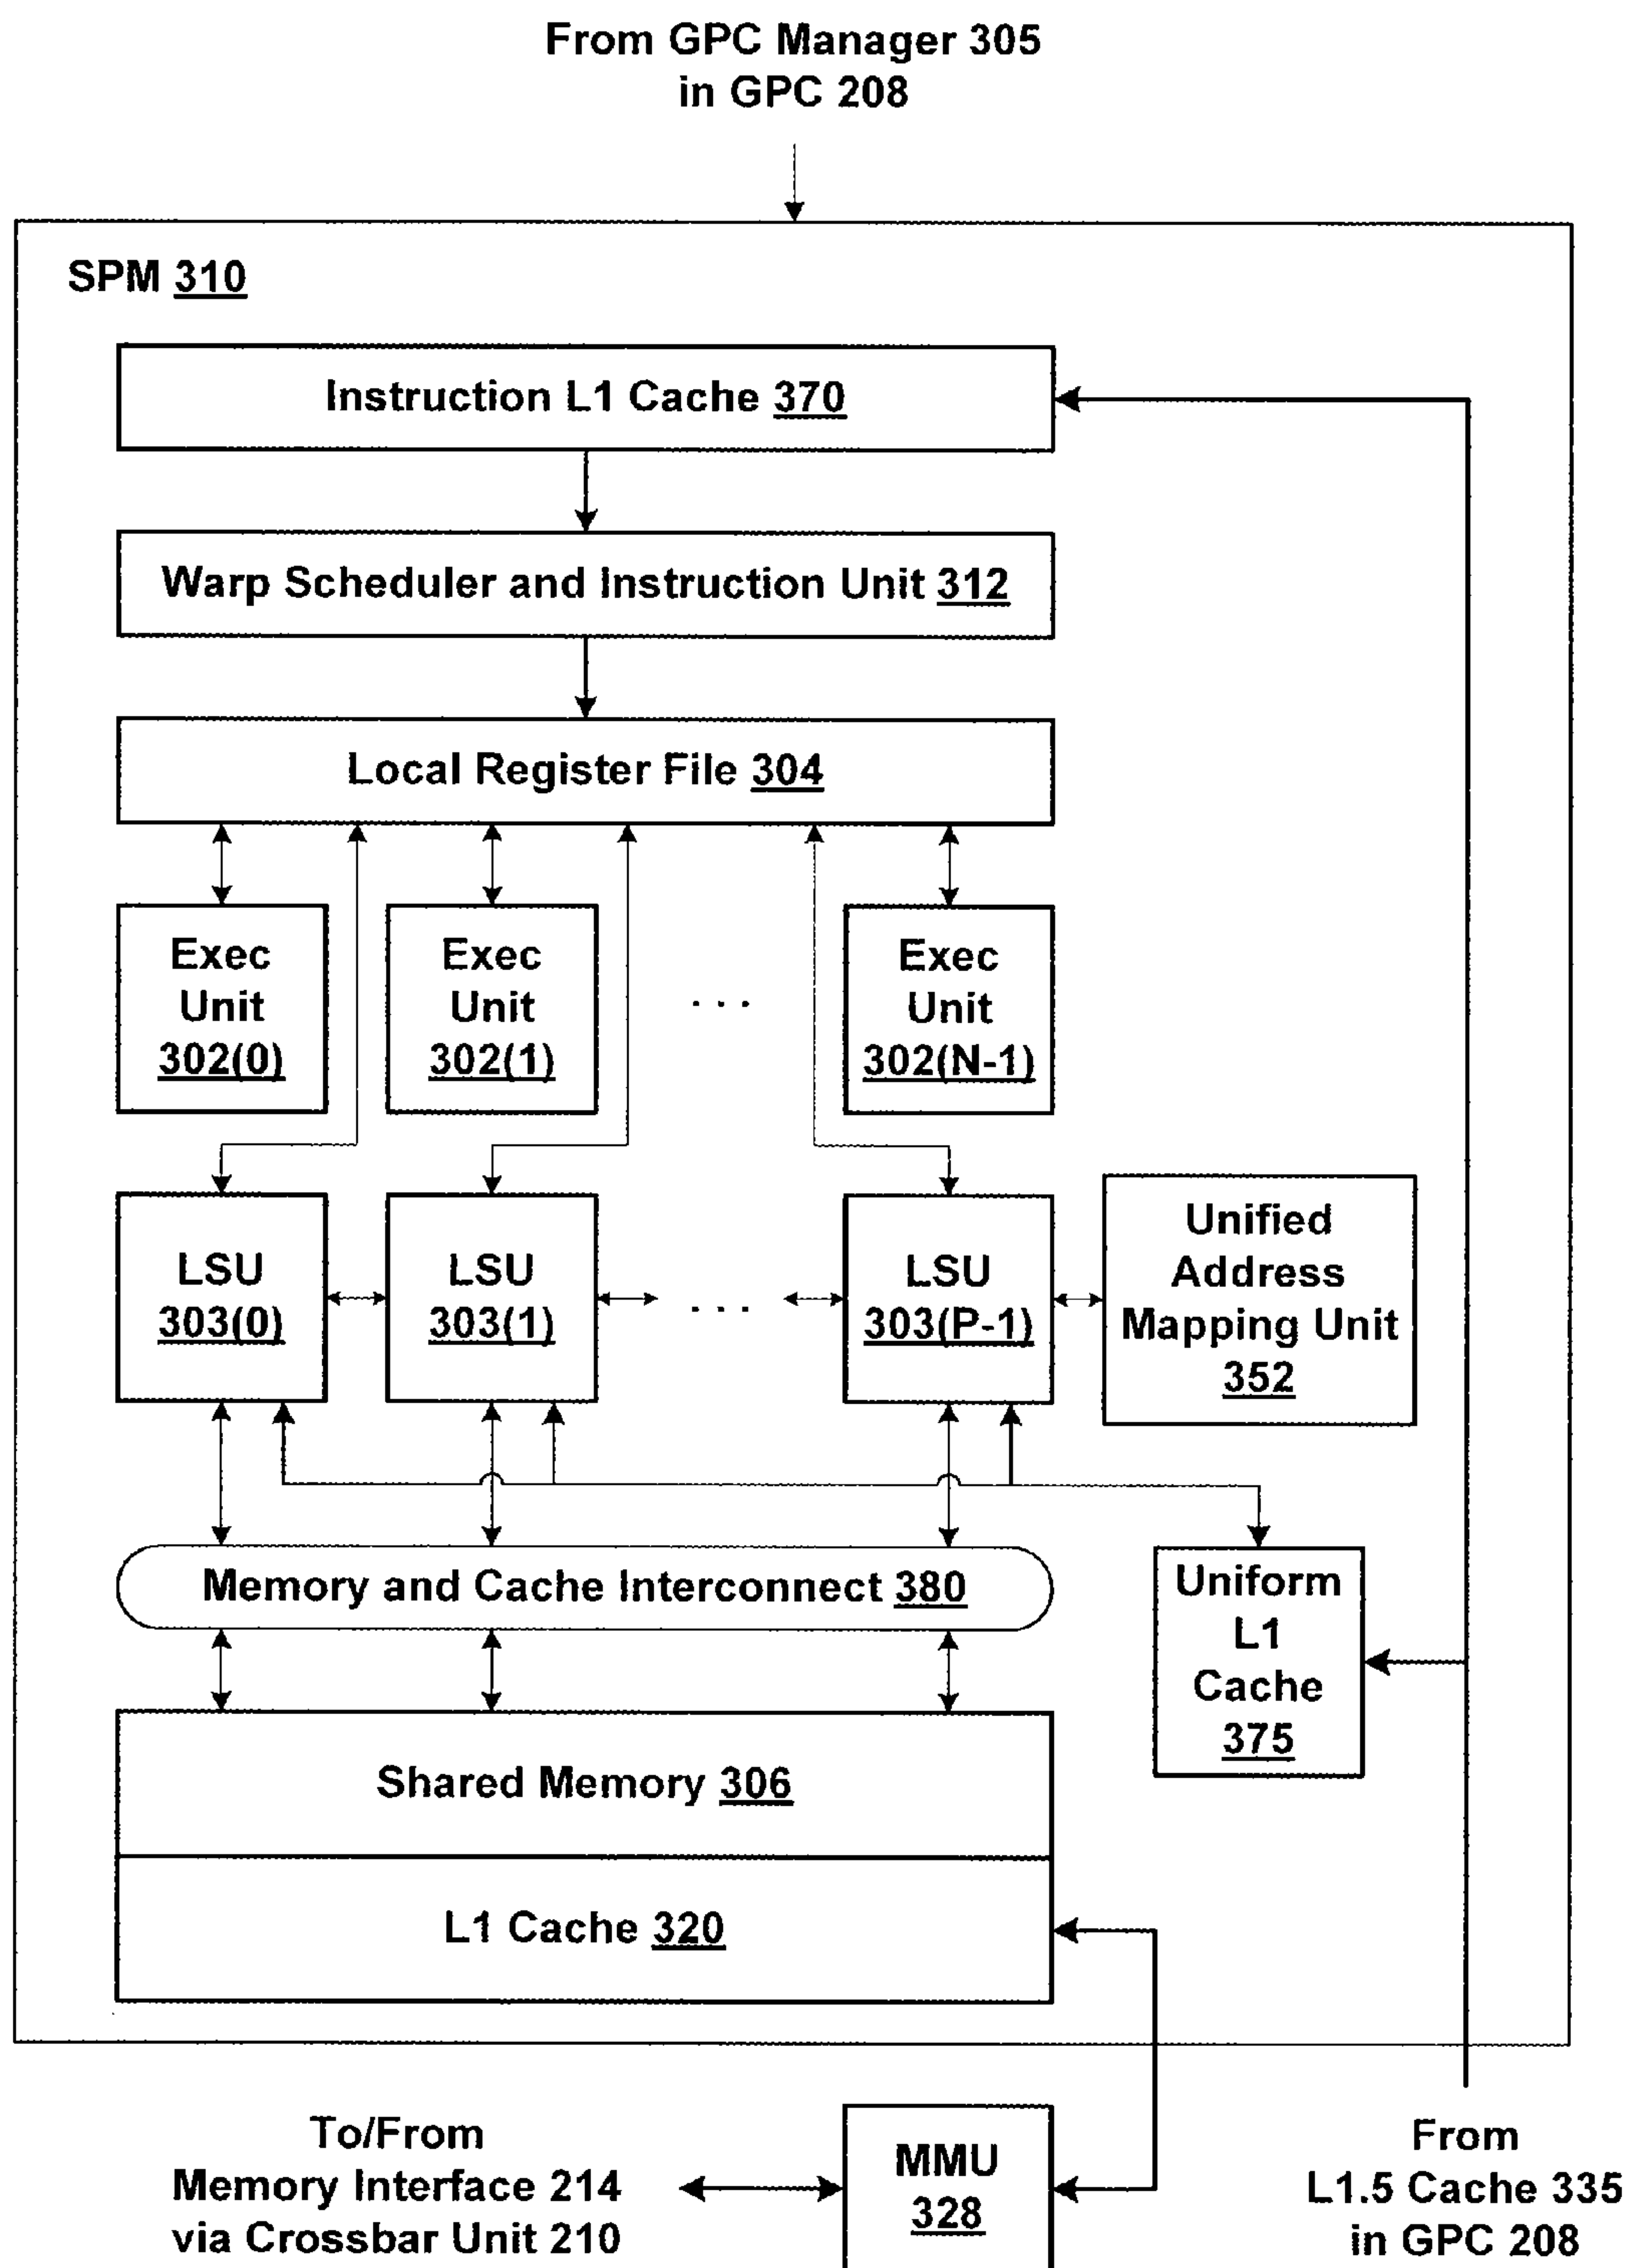 From GPC Manager 305
in GPC 208
SPM 310
Instruction L1 Cache 370
Warp Scheduler and Instruction Unit 312
Local Register File 304
Exec
Unit
302(0)
Exec
Unit
302(1)
. . .
Exec
Unit
302(N-1)
LSU
303(0)
LSU
303(1)
. . .
LSU
303(P-1)
Unified
Address
Mapping Unit
352
Memory and Cache Interconnect 380
Uniform
L1
Cache
375
Shared Memory 306
L1 Cache 320
To/From
Memory Interface 214
via Crossbar Unit 210
MMU
328
From
L1.5 Cache 335
in GPC 208